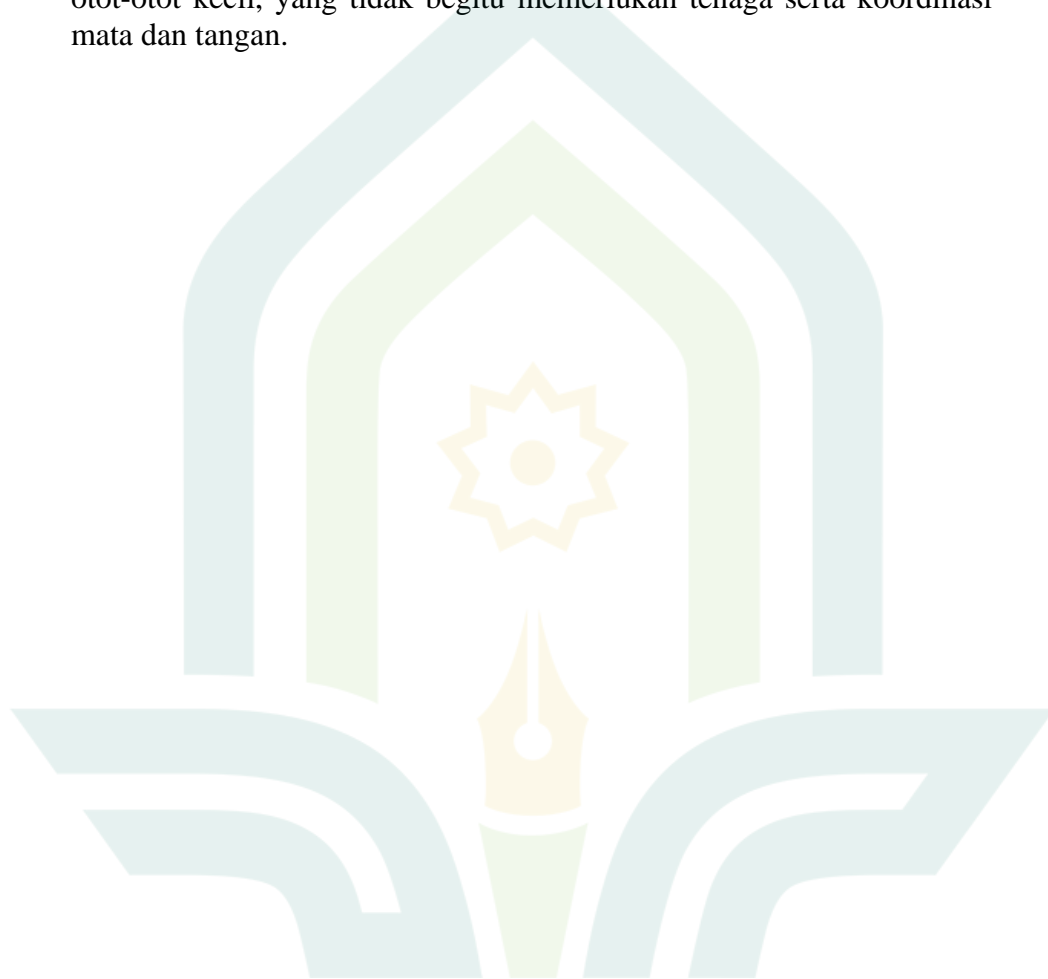 otot-otot kecil, yang tidak begitu memerlukan tenaga serta koordinasi
mata dan tangan.